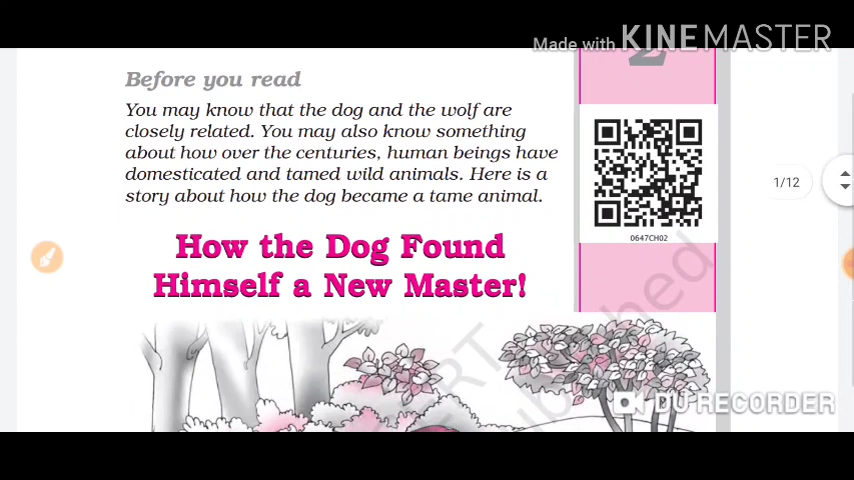 Made with KINEMASTER
2
Before you read
You may know that the dog and the wolf are
closely related. You may also know something
about how over the centuries, human beings have
domesticated and tamed wild animals. Here is a
story about how the dog became a tame animal.
0647CH02
1/12
How the Dog Found
Himself a New Master!
DU RECORDER